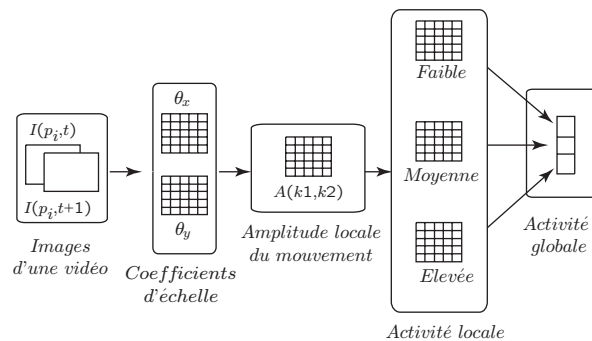 I(p_i,t)
I(p_i,t+1)
Images
d'une vidéo
θ_x
θ_y
Coefficients
d'échelle
A(k1,k2)
Amplitude locale
du mouvement
Faible
Moyenne
Elevée
Activité locale
Activité
globale